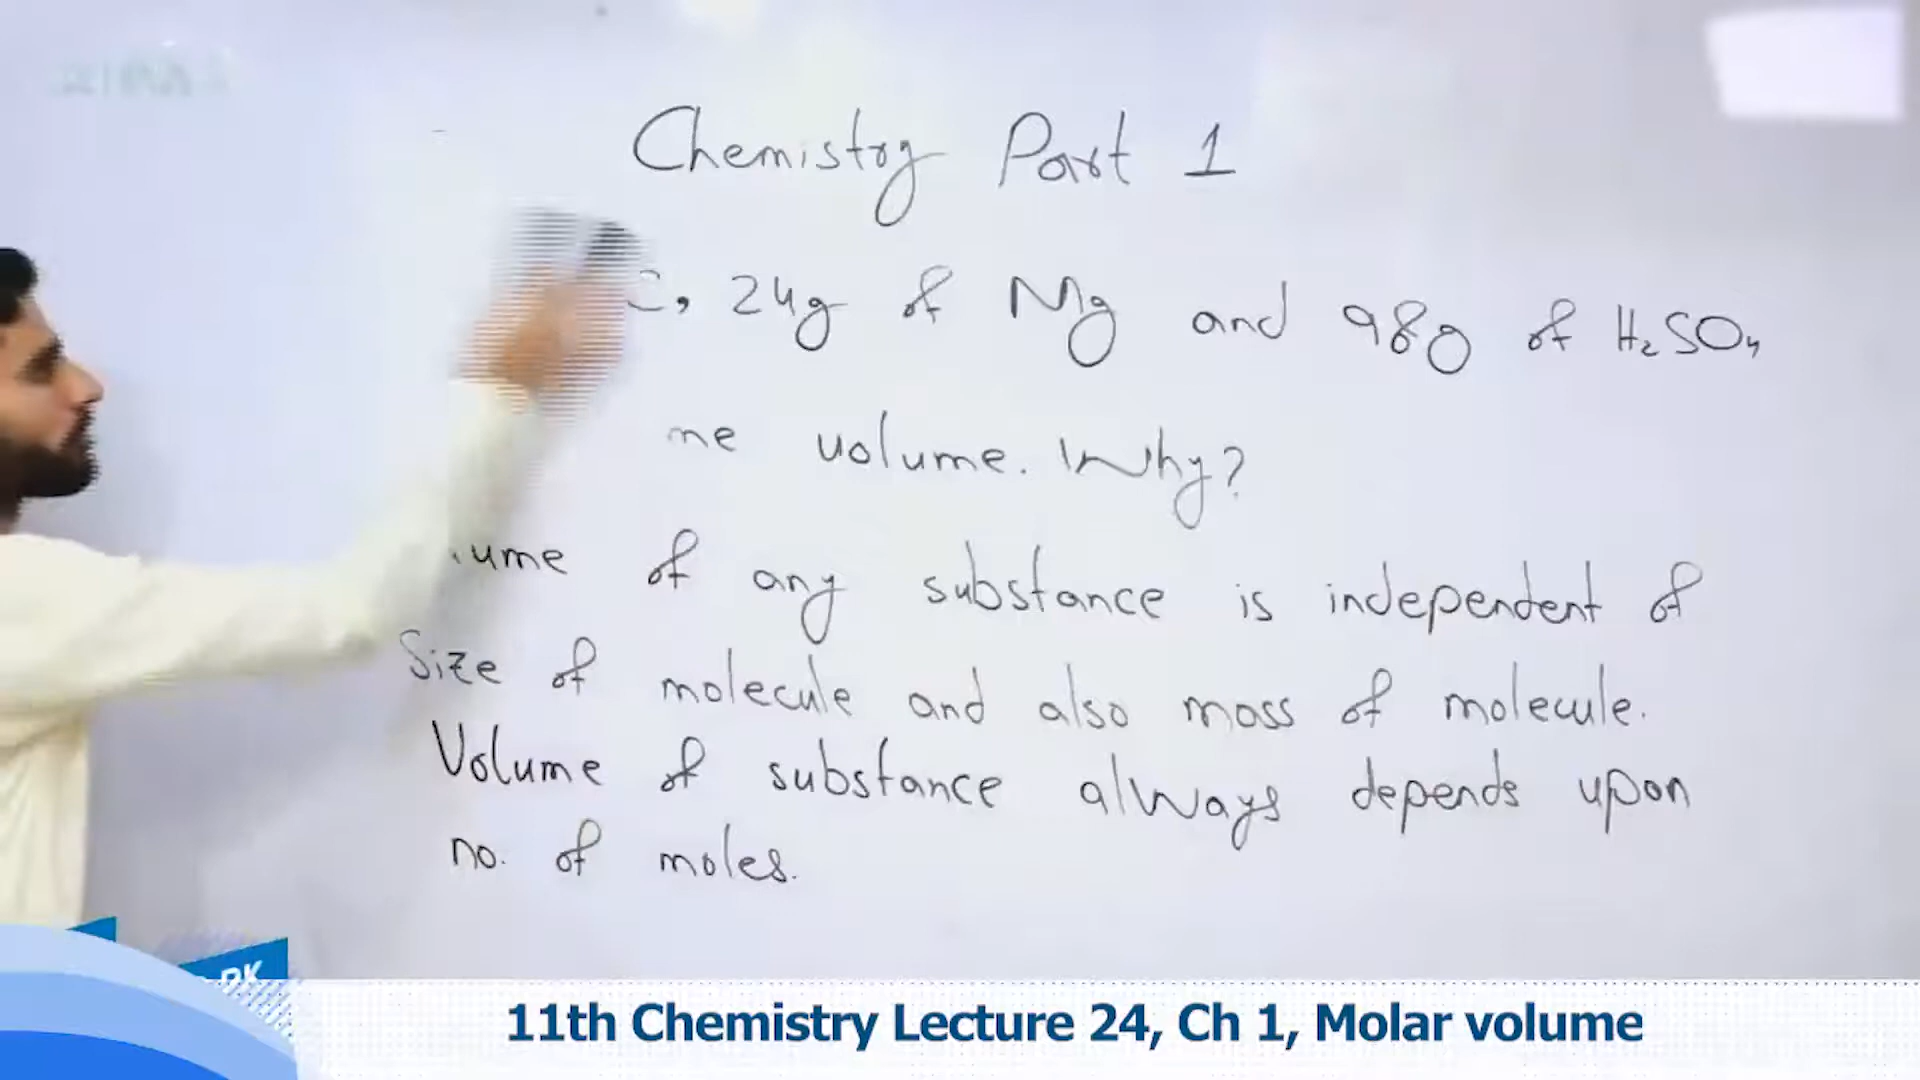 Chemistry Part 1
C, 24g of Mg and 98g of H₂SO₄
me volume. Why?
ume of any substance is independent of
Size of molecule and also mass of molecule.
Volume of substance always depends upon
no. of moles.
11th Chemistry Lecture 24, Ch 1, Molar volume